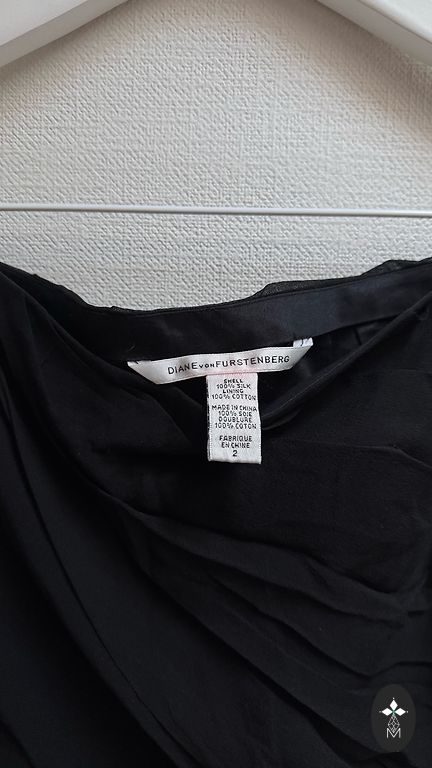 DIANE VON FURSTENBERG
SHELL
100% SILK
LINING
100% COTTON
MADE IN CHINA
100% SOIE
DOUBLURE
100% COTON
FABRIQUE
EN CHINE
2
M